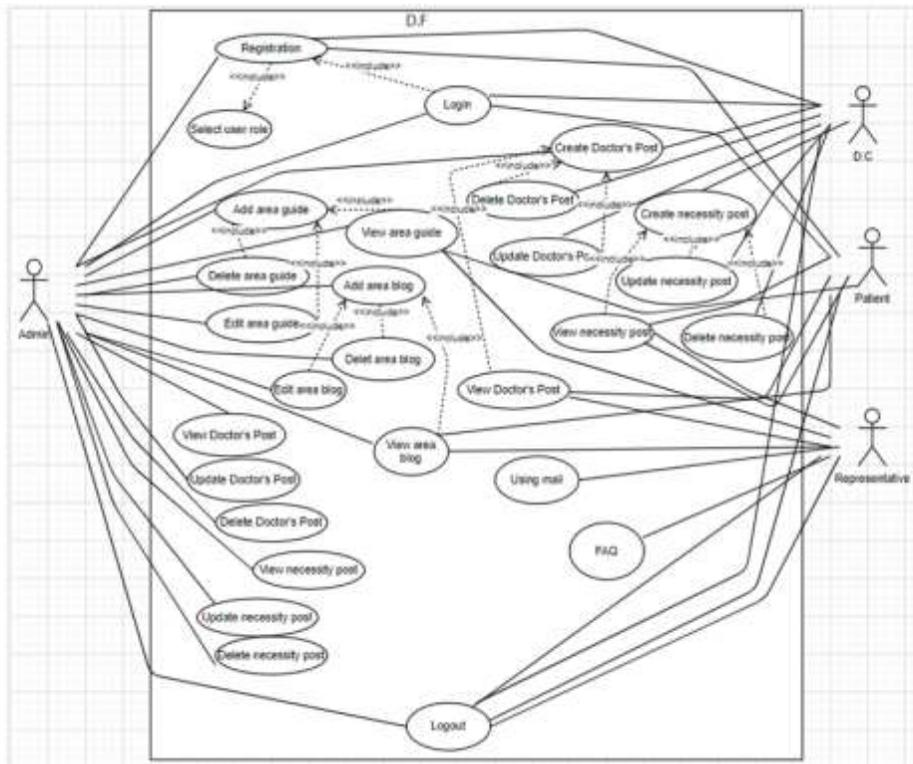 D.F
Registration
<<include>>
<<include>>
Login
Select user role
D.C
Create Doctor's Post
<<include>>
<<include>>
Delete Doctor's Post
Add area guide
<<include>>
<<include>>
<<include>>
Create necessity post
View area guide
<<include>>
<<include>>
Update Doctor's Po
<<include>>
<<include>>
Delete area guide
<<include>>
Add area blog
Update necessity post
Admin
Patient
Edit area guide
<<include>>
<<include>>
<<include>>
View necessity post
Delete necessity post
Delet area blog
Edit area blog
View Doctor's Post
View Doctor's Post
View area
blog
Representative
Update Doctor's Post
Using mail
Delete Doctor's Post
FAQ
View necessity post
Update necessity post
Delete necessity post
Logout